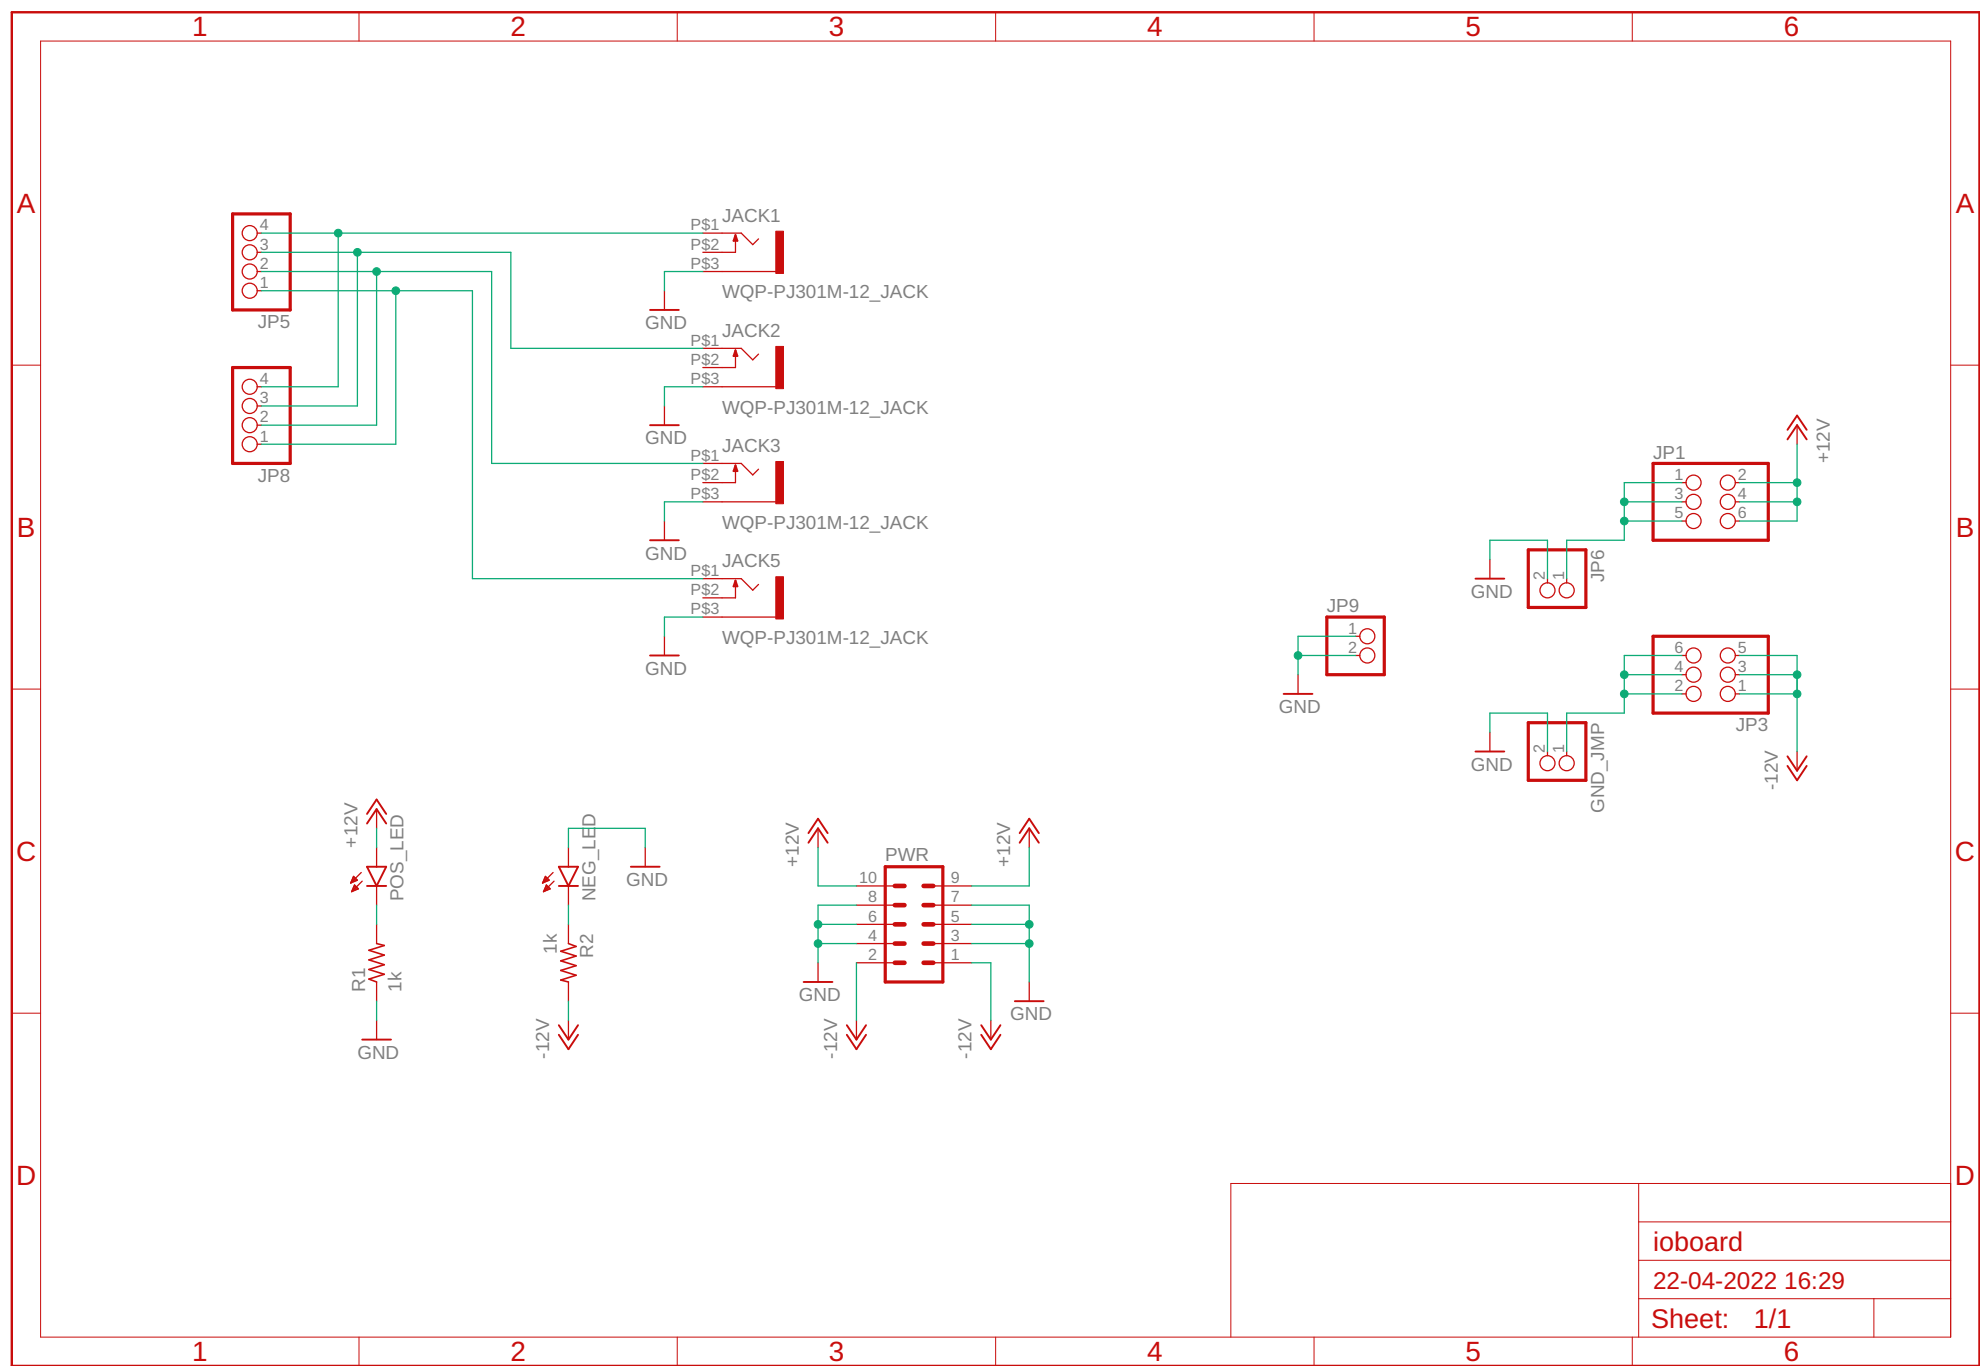 1 2 3 4 5 6
A A
JACK1
4 P$1
3 P$2
2 P$3
1 WQP-PJ301M-12_JACK
JP5 GND
JACK2
P$1
P$2
4 P$3
3 WQP-PJ301M-12_JACK
2 GND
1 JACK3
JP8 P$1
P$2
P$3
WQP-PJ301M-12_JACK
GND
JACK5
P$1
P$2
P$3
WQP-PJ301M-12_JACK
GND
B B
+12V
JP1
1 2
3 4
5 6
JP6
2 1
GND
JP9
1
2
GND
6 5
4 3
2 1
JP3
GND_JMP
2 1
GND
-12V
C C
+12V
POS_LED
R1
1k
GND
NEG_LED
GND
1k
R2
-12V
+12V +12V
PWR
10 9
8 7
6 5
4 3
2 1
GND GND
-12V -12V
D D
ioboard
22-04-2022 16:29
Sheet: 1/1
1 2 3 4 5 6